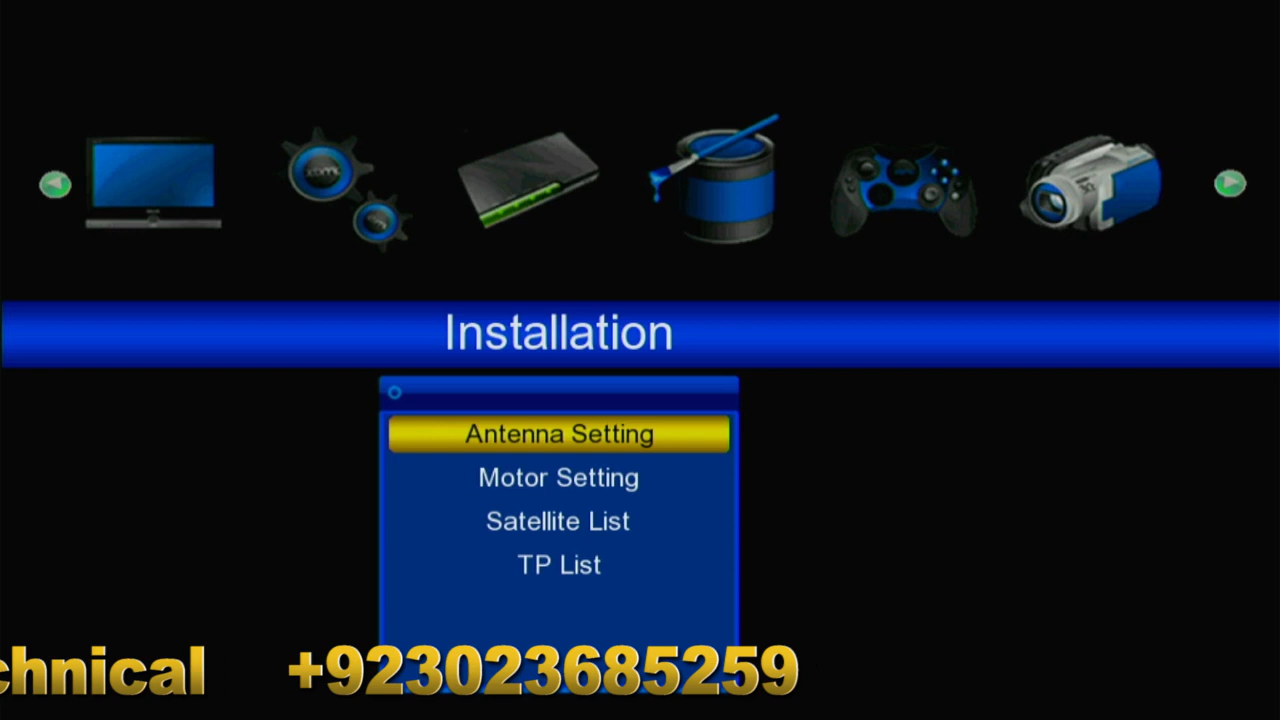 Installation
Antenna Setting
Motor Setting
Satellite List
TP List
chnical +923023685259